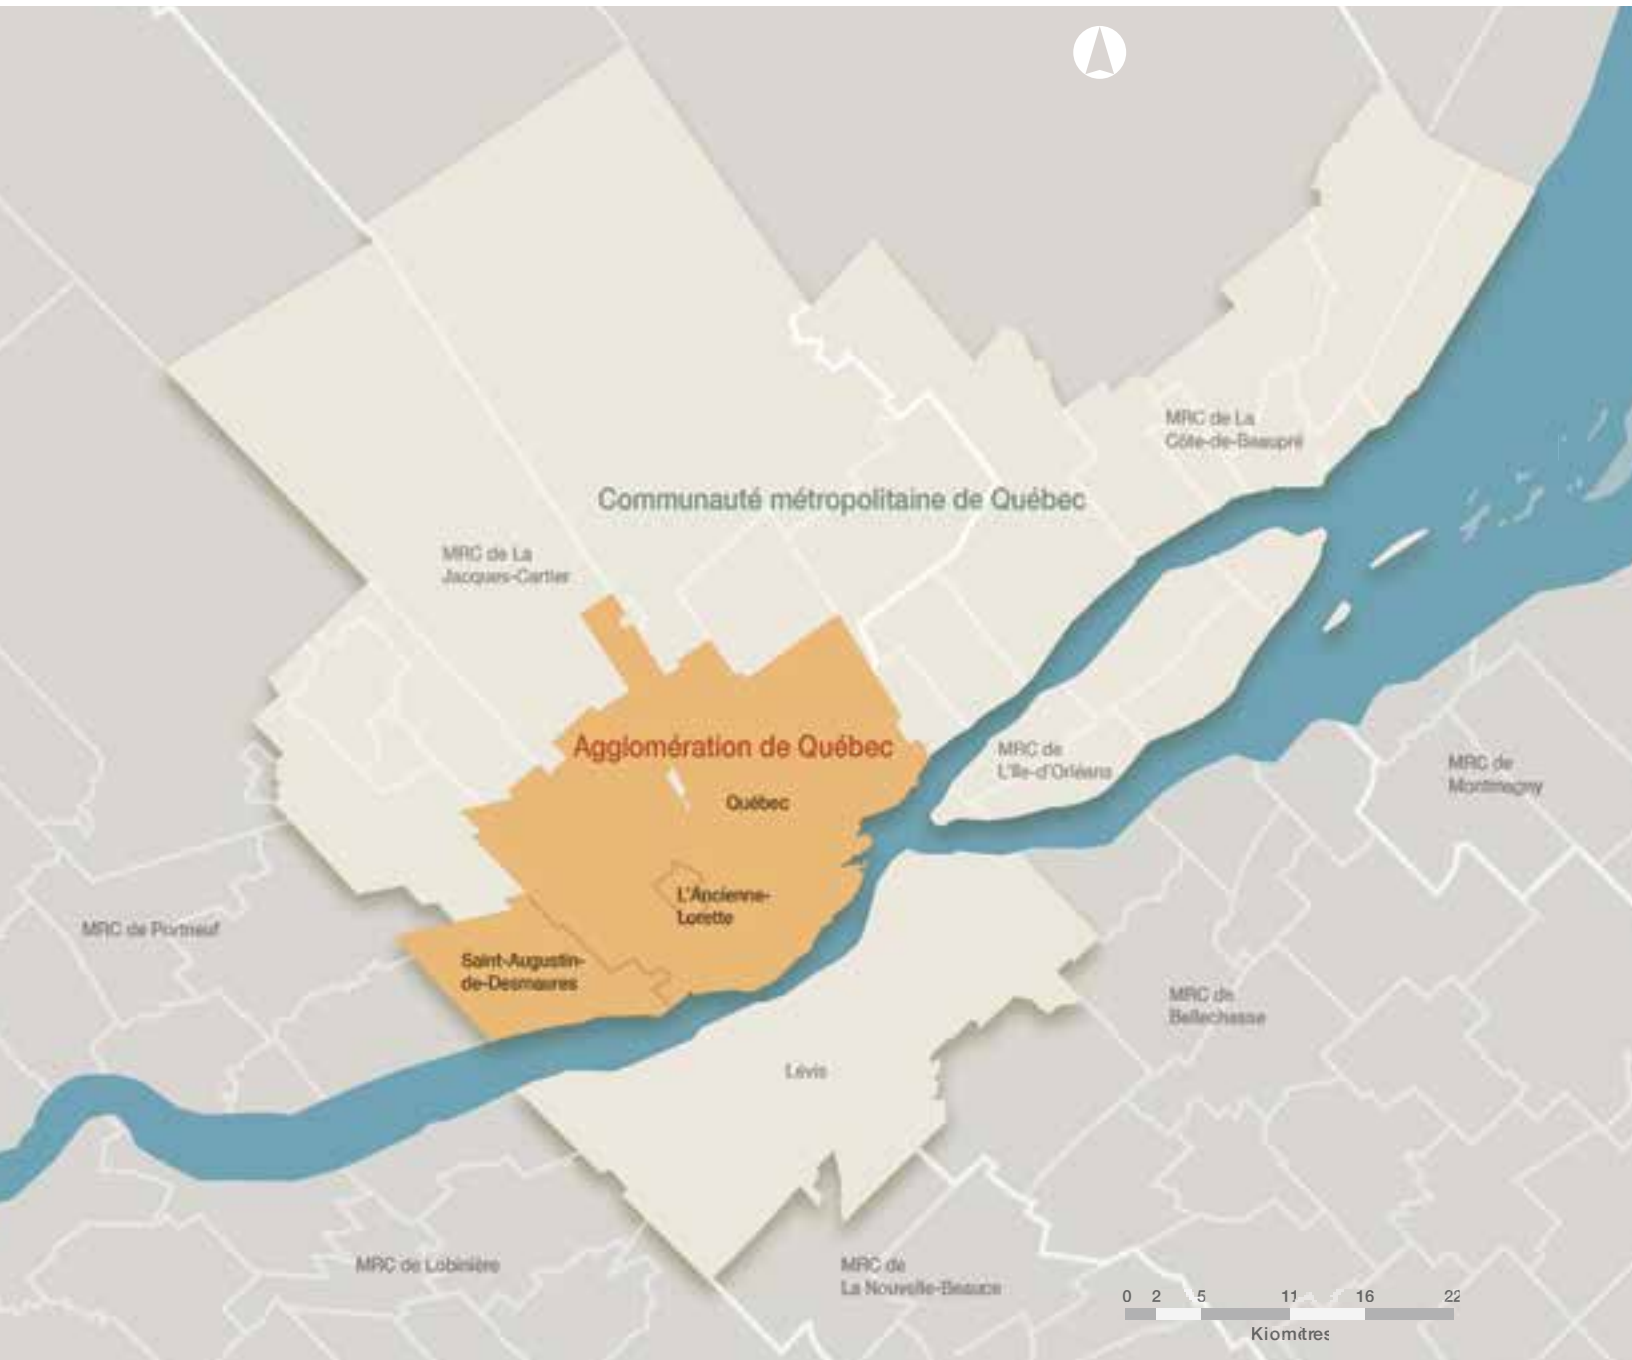 MRC de La
Côte-de-Beaupré
Communauté métropolitaine de Québec
MRC de La
Jacques-Cartier
Agglomération de Québec
MRC de
L'Île-d'Orléans
MRC de
Montmagny
Québec
L'Ancienne-
Lorette
MRC de Portneuf
Saint-Augustin-
de-Desmaures
MRC de
Bellechasse
Lévis
MRC de Lobinière
MRC de
La Nouvelle-Beauce
0 2 5 11 16 22
Kiomètres